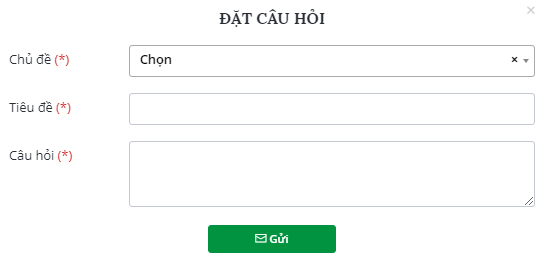 ĐẶT CÂU HỎI
×
Chủ đề (*)
Chọn
×
Tiêu đề (*)
Câu hỏi (*)
Gửi